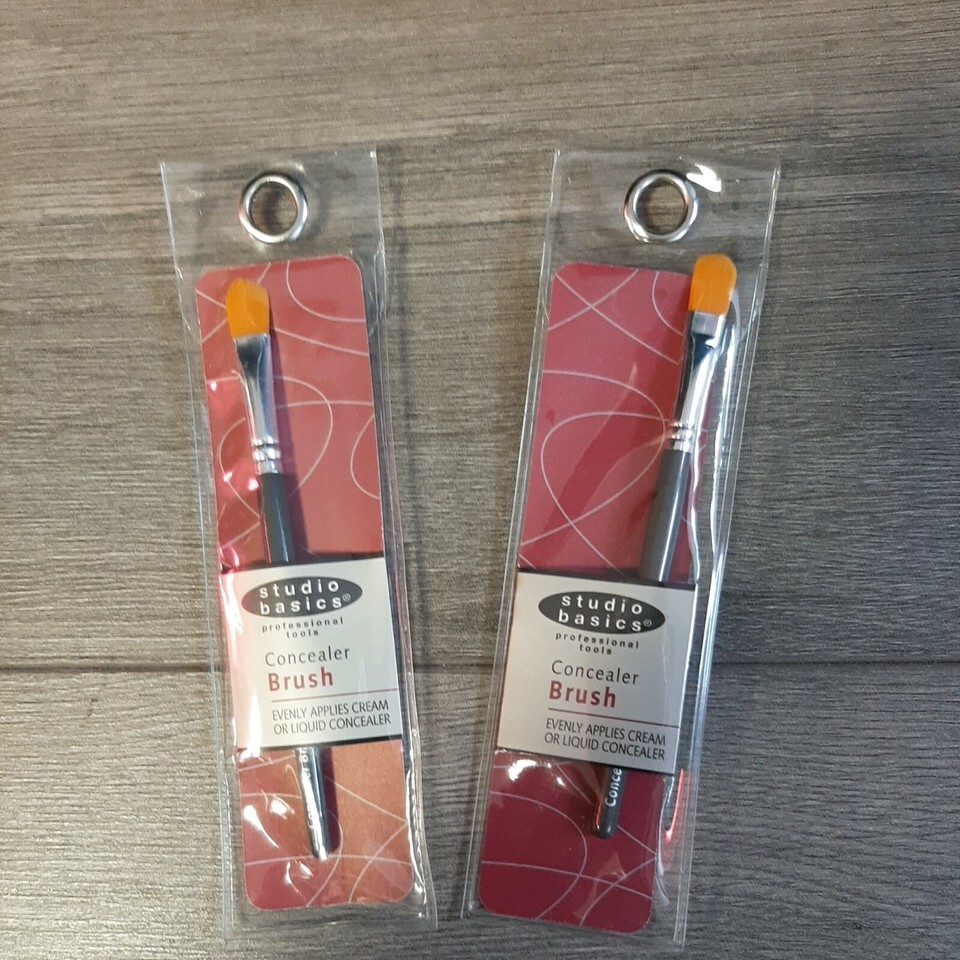 studio
basics®
professional
tools
Concealer
Brush
EVENLY APPLIES CREAM
OR LIQUID CONCEALER
studio
basics®
professional
tools
Concealer
Brush
EVENLY APPLIES CREAM
OR LIQUID CONCEALER
Conce